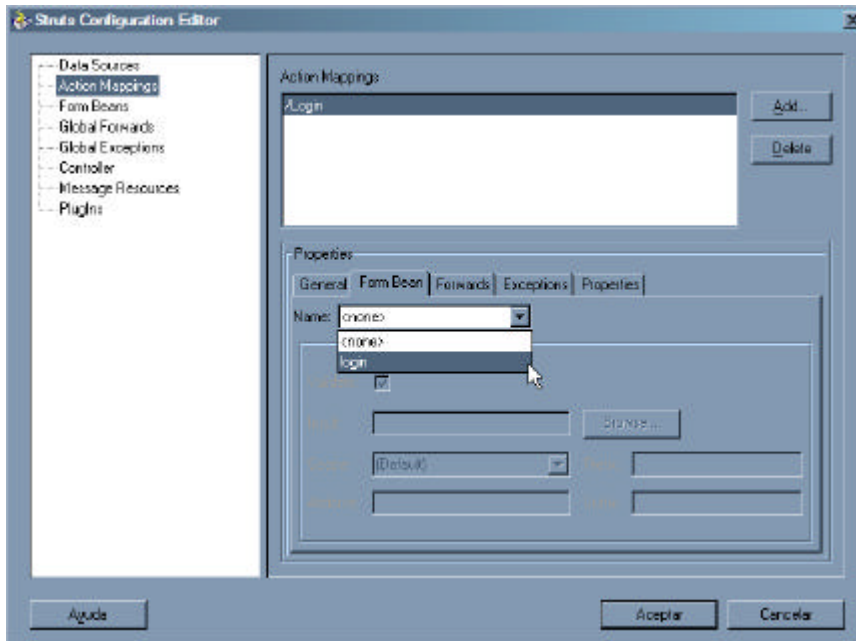 Struts Configuration Editor
Data Sources
Action Mappings
Form Beans
Global Forwards
Global Exceptions
Controller
Message Resources
PlugIns
Action Mappings
/Login
Add...
Delete
Properties
General Form Bean Forwards Exceptions Properties
Name: <none>
<none>
login
Browse...
(Default)
Ayuda
Aceptar
Cancelar